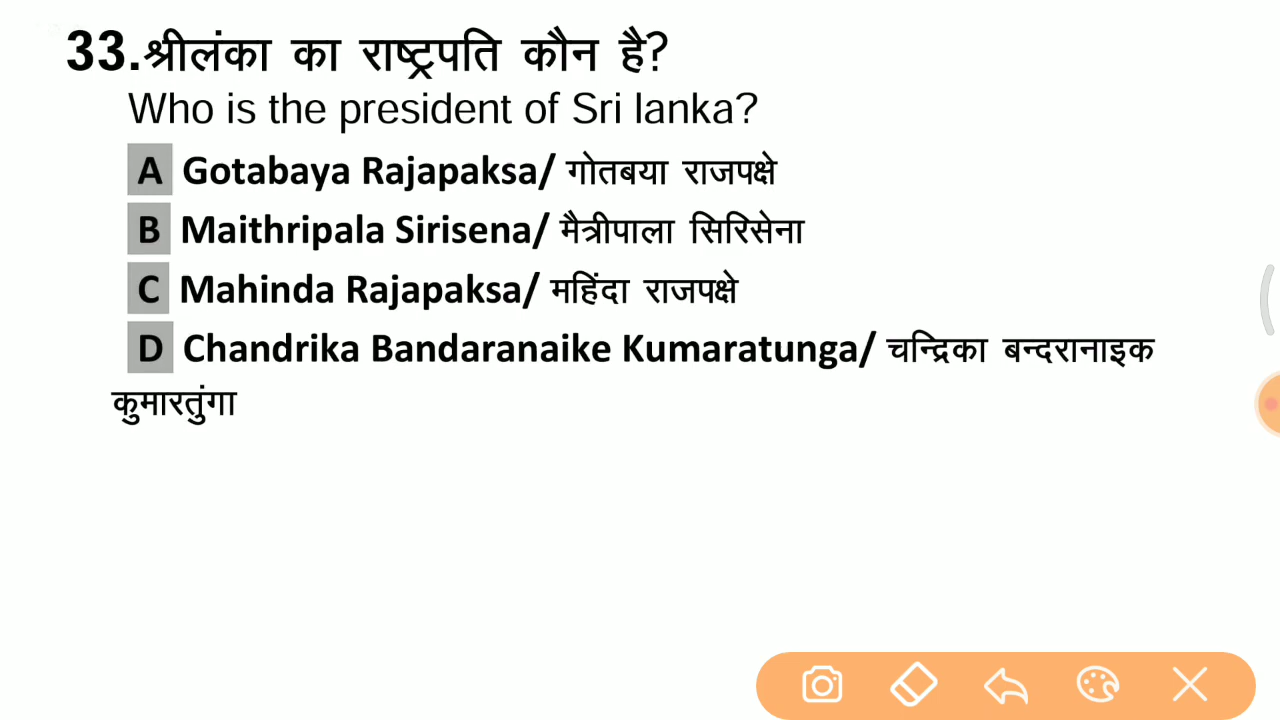 33.श्रीलंका का राष्ट्रपति कौन है?
Who is the president of Sri lanka?
A Gotabaya Rajapaksa/ गोतबया राजपक्षे
B Maithripala Sirisena/ मैत्रीपाला सिरिसेना
C Mahinda Rajapaksa/ महिंदा राजपक्षे
D Chandrika Bandaranaike Kumaratunga/ चन्द्रिका बन्दरानाइक
कुमारतुंगा